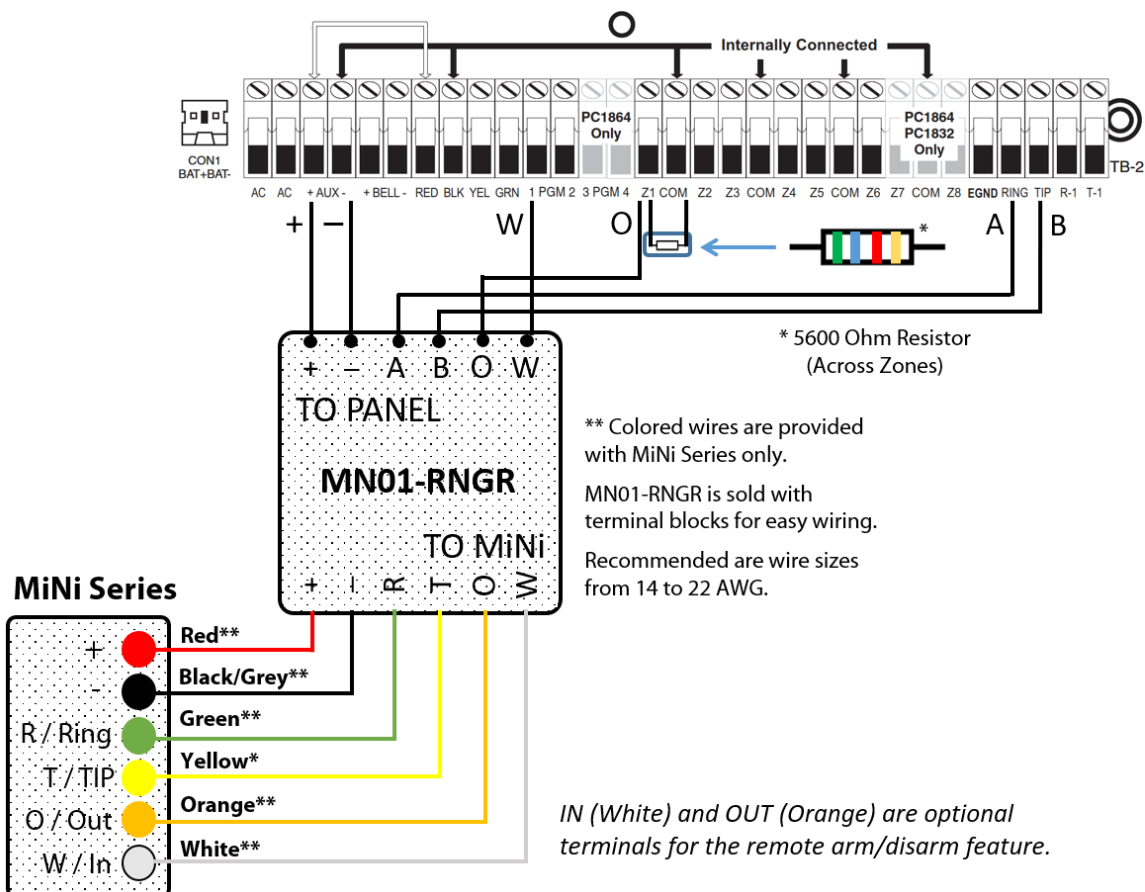 Internally Connected
PC1864
Only
PC1864
PC1832
Only
CON1
BAT+BAT-
TB-2
AC AC + AUX - + BELL - RED BLK YEL GRN 1 PGM 2 3 PGM 4 Z1 COM Z2 Z3 COM Z4 Z5 COM Z6 Z7 COM Z8 EGND RING TIP R-1 T-1
+ − W O A B
*
* 5600 Ohm Resistor
(Across Zones)
+ − A B O W
TO PANEL
MN01-RNGR
TO MiNi
+ − R T O W
** Colored wires are provided
with MiNi Series only.
MN01-RNGR is sold with
terminal blocks for easy wiring.
Recommended are wire sizes
from 14 to 22 AWG.
MiNi Series
+ Red**
- Black/Grey**
R / Ring Green**
T / TIP Yellow*
O / Out Orange**
W / In White**
IN (White) and OUT (Orange) are optional
terminals for the remote arm/disarm feature.